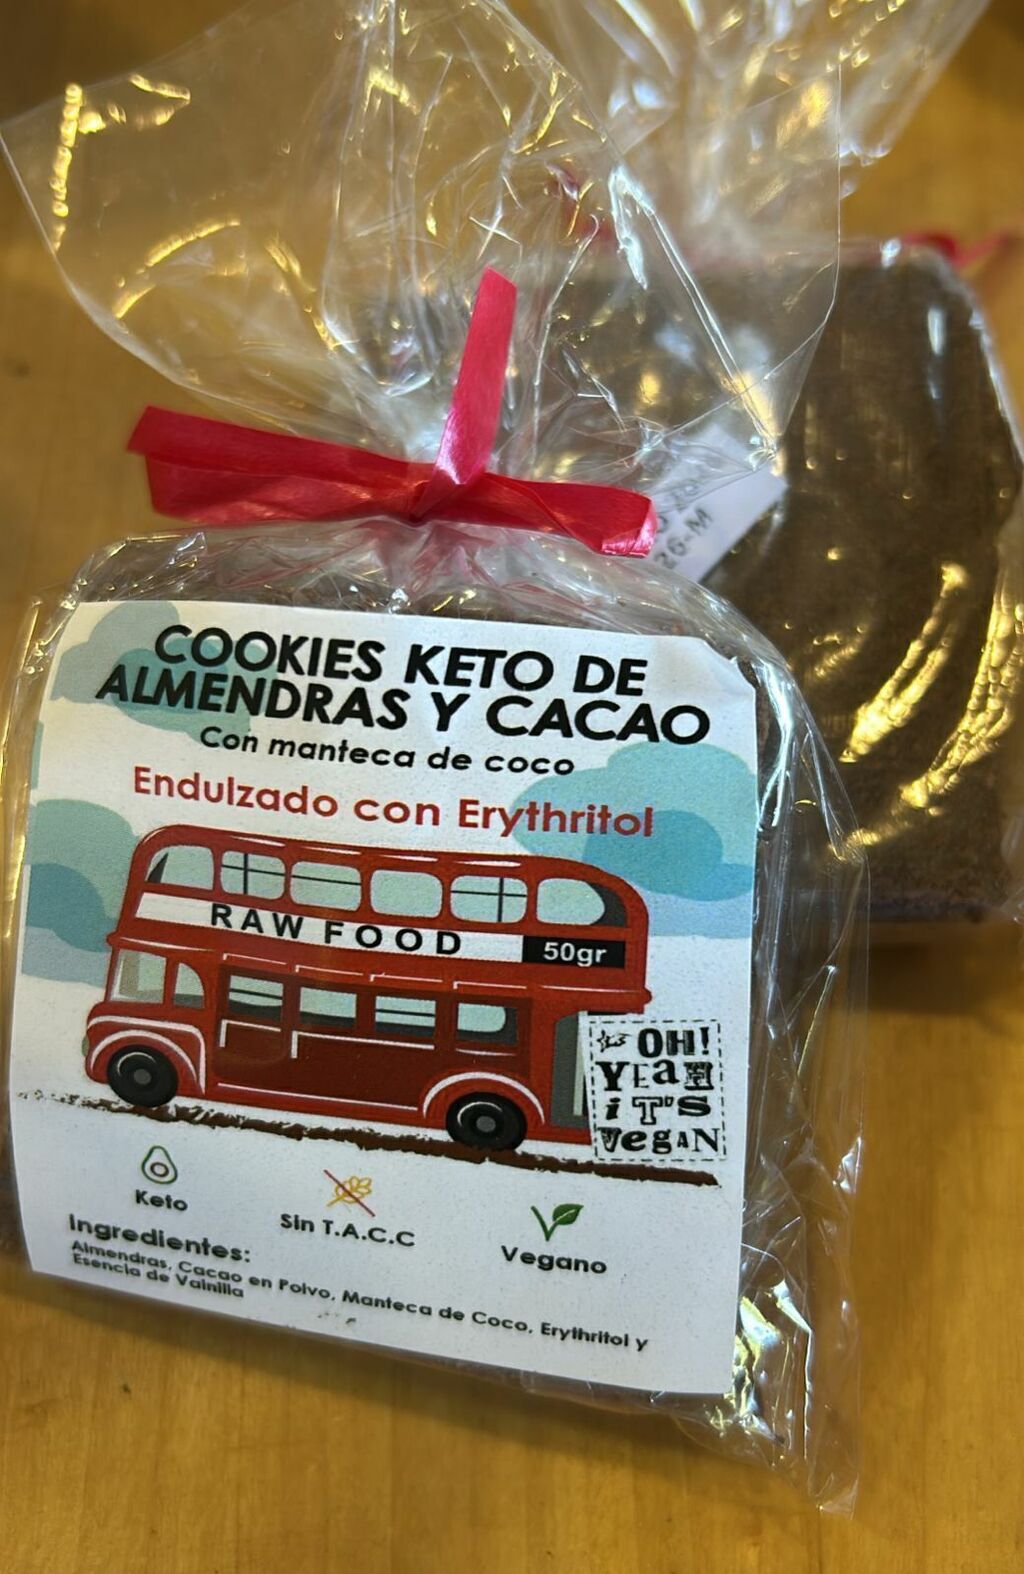 COOKIES KETO DE
ALMENDRAS Y CACAO
Con manteca de coco
Endulzado con Erythritol
RAW FOOD
50gr
OH!
YEaH
iT'S
VegAN
Keto
Sin T.A.C.C
Vegano
Ingredientes:
Almendras, Cacao en Polvo, Manteca de Coco, Erythritol y
Esencia de Vainilla
26-M